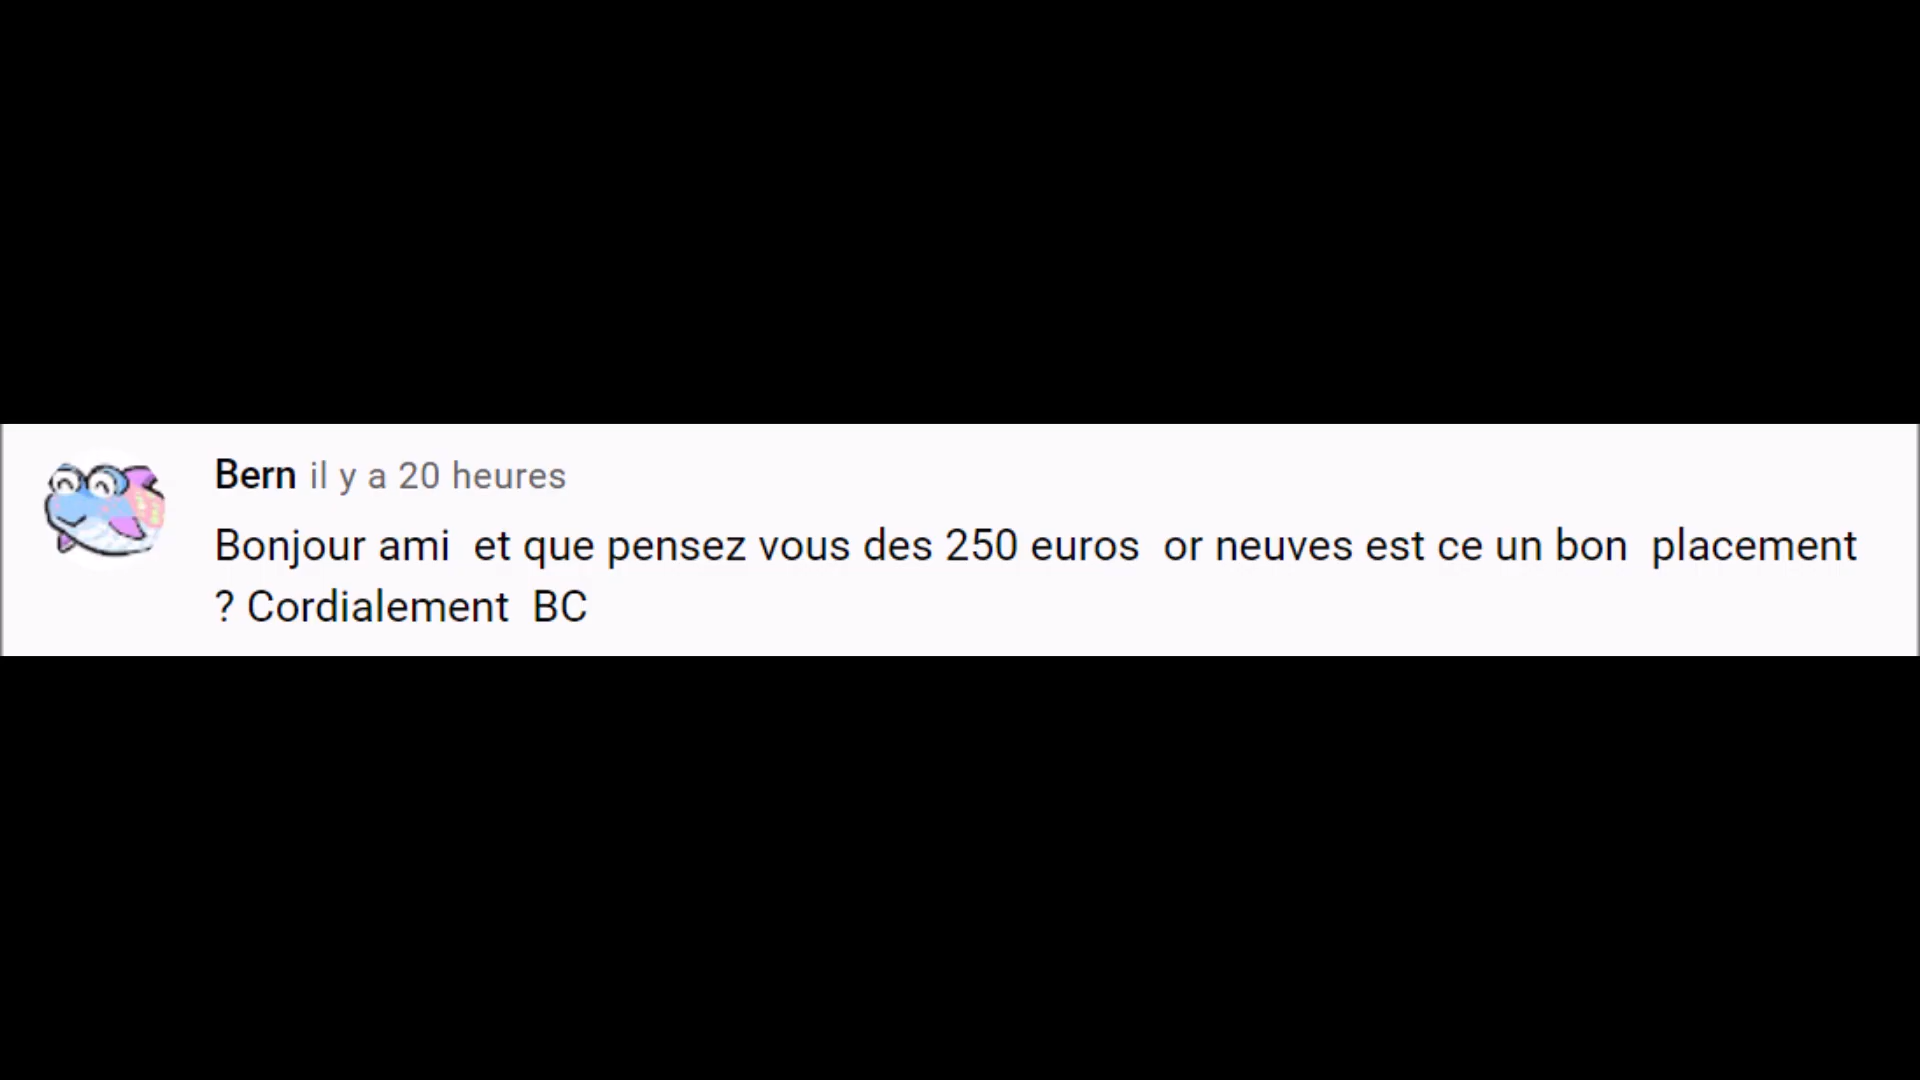 Bern il y a 20 heures
Bonjour ami  et que pensez vous des 250 euros  or neuves est ce un bon  placement
? Cordialement  BC